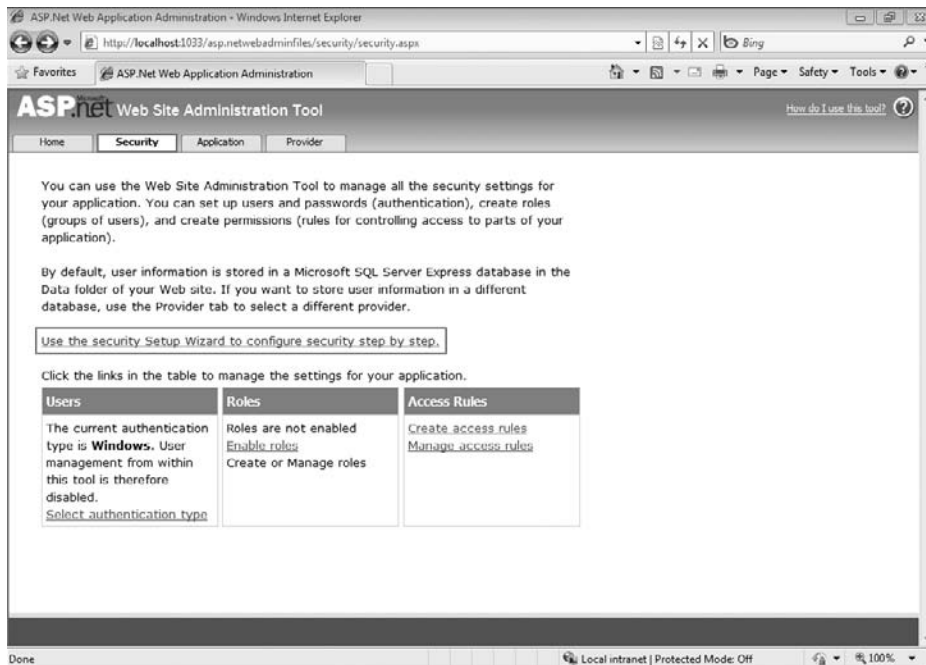 ASP.Net Web Application Administration - Windows Internet Explorer
http://localhost:1033/asp.netwebadminfiles/security/security.aspx
Bing
Favorites
ASP.Net Web Application Administration
Page
Safety
Tools
ASP.net Web Site Administration Tool
How do I use this tool?
Home
Security
Application
Provider
You can use the Web Site Administration Tool to manage all the security settings for
your application. You can set up users and passwords (authentication), create roles
(groups of users), and create permissions (rules for controlling access to parts of your
application).
By default, user information is stored in a Microsoft SQL Server Express database in the
Data folder of your Web site. If you want to store user information in a different
database, use the Provider tab to select a different provider.
Use the security Setup Wizard to configure security step by step.
Click the links in the table to manage the settings for your application.
Users
The current authentication
type is Windows. User
management from within
this tool is therefore
disabled.
Select authentication type
Roles
Roles are not enabled
Enable roles
Create or Manage roles
Access Rules
Create access rules
Manage access rules
Done
Local intranet | Protected Mode: Off
100%